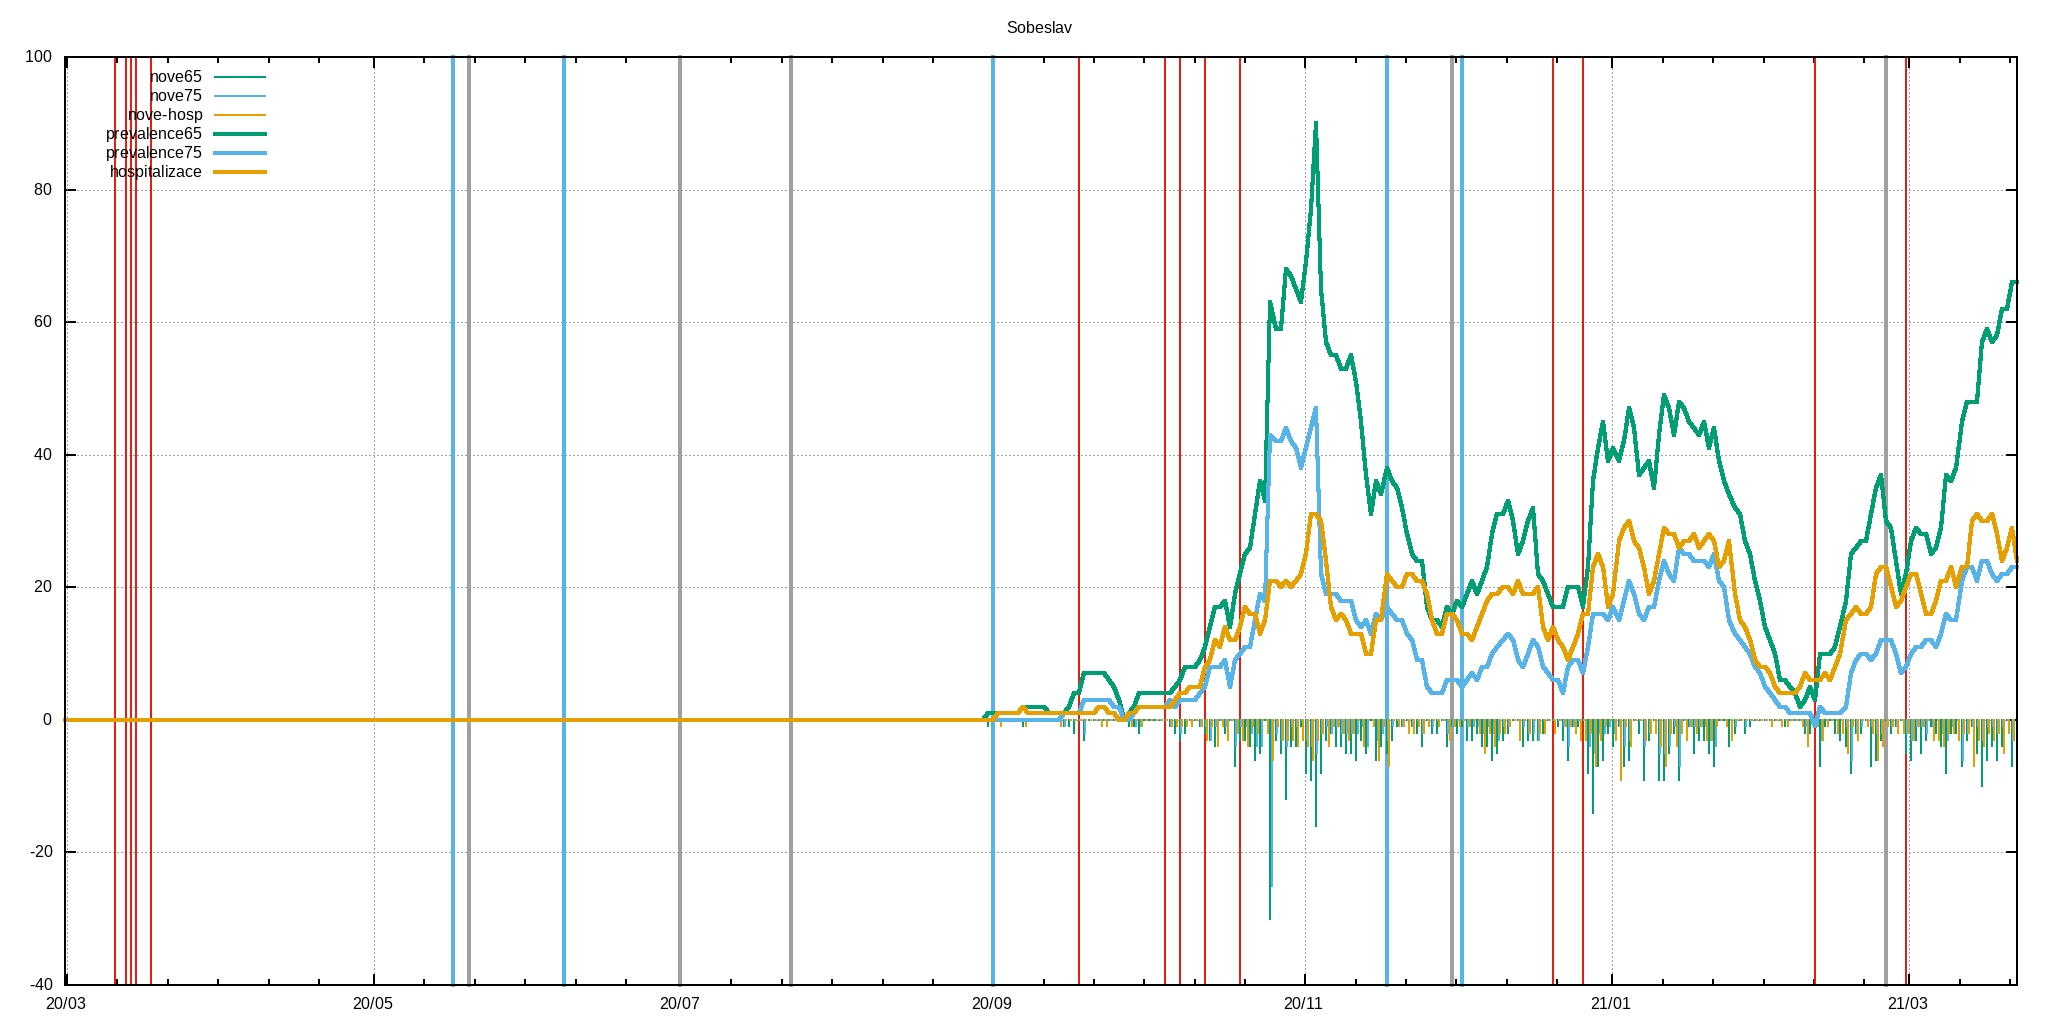 Sobeslav
100
80
60
40
20
0
-20
-40
nove65
nove75
nove-hosp
prevalence65
prevalence75
hospitalizace
20/03 20/05 20/07 20/09 20/11 21/01 21/03